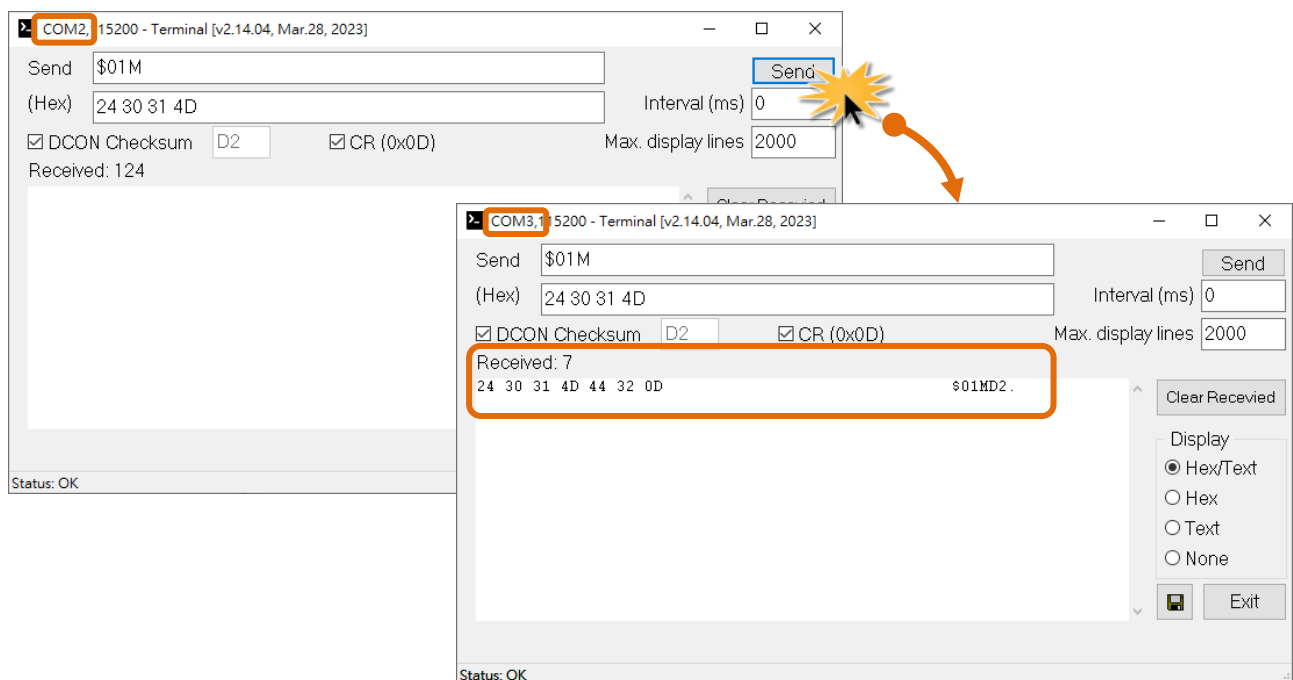 COM2,115200 - Terminal [v2.14.04, Mar.28, 2023]
Send $01M Send
(Hex) 24 30 31 4D Interval (ms) 0
DCON Checksum D2 CR (0x0D) Max. display lines 2000
Received: 124
Clear Recevied
Status: OK
COM3,115200 - Terminal [v2.14.04, Mar.28, 2023]
Send $01M Send
(Hex) 24 30 31 4D Interval (ms) 0
DCON Checksum D2 CR (0x0D) Max. display lines 2000
Received: 7
24 30 31 4D 44 32 0D $01MD2.
Clear Recevied
Display
Hex/Text
Hex
Text
None
Exit
Status: OK